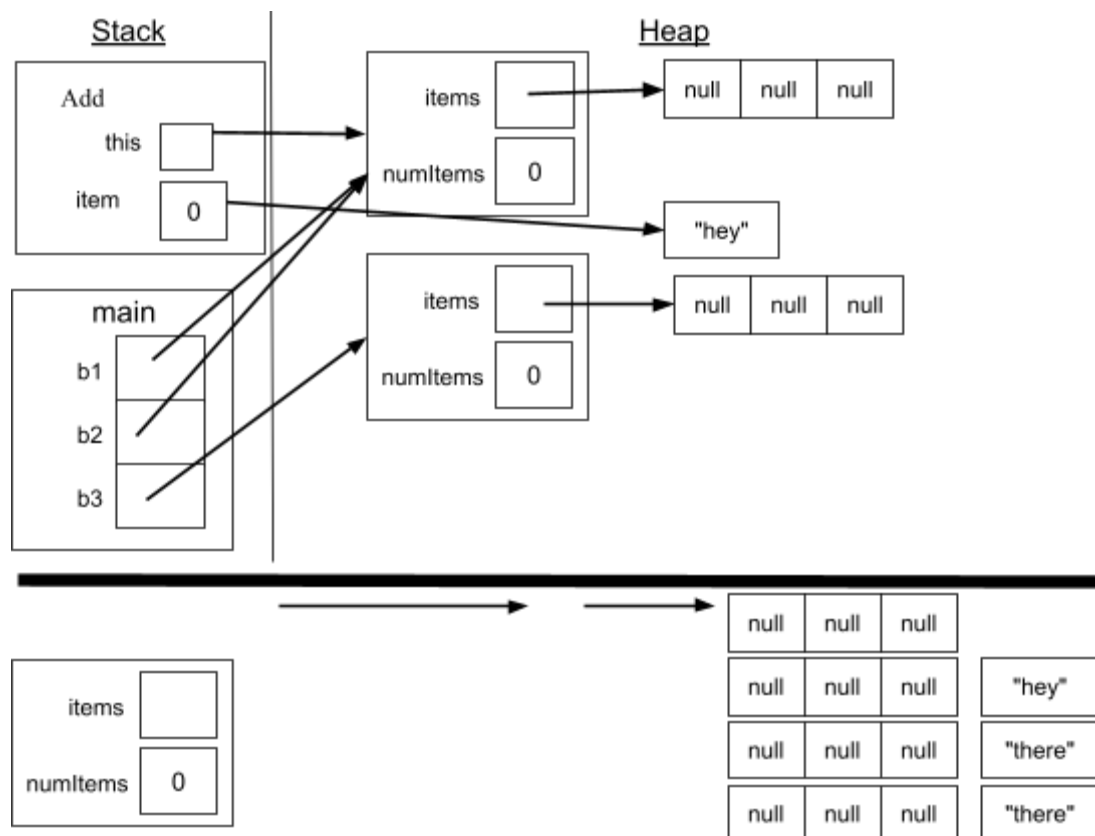 Stack
Heap
Add
this
item 0
items
numItems 0
null null null
"hey"
main
b1
b2
b3
items
numItems 0
null null null
items
numItems 0
null null null
null null null "hey"
null null null "there"
null null null "there"